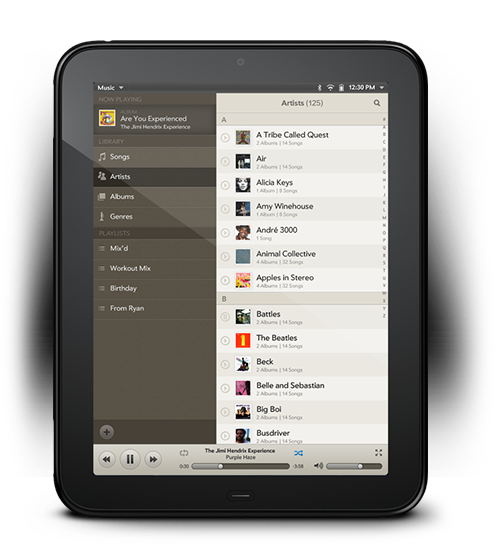 Music
12:30 PM
NOW PLAYING
ALBUM
Are You Experienced
The Jimi Hendrix Experience
LIBRARY
Songs
Artists
Albums
Genres
PLAYLISTS
Mix'd
Workout Mix
Birthday
From Ryan
Artists (125)
A
A Tribe Called Quest
2 Albums | 14 Songs
Air
2 Albums | 14 Songs
Alicia Keys
1 Album | 8 Songs
Amy Winehouse
1 Album | 8 Songs
André 3000
1 Song
Animal Collective
4 Albums | 32 Songs
Apples in Stereo
4 Albums | 32 Songs
B
Battles
2 Albums | 14 Songs
The Beatles
2 Albums | 14 Songs
Beck
2 Albums | 14 Songs
Belle and Sebastian
2 Albums | 14 Songs
Big Boi
2 Albums | 14 Songs
Busdriver
2 Albums | 14 Songs
The Jimi Hendrix Experience
Purple Haze
0:30
-3:58